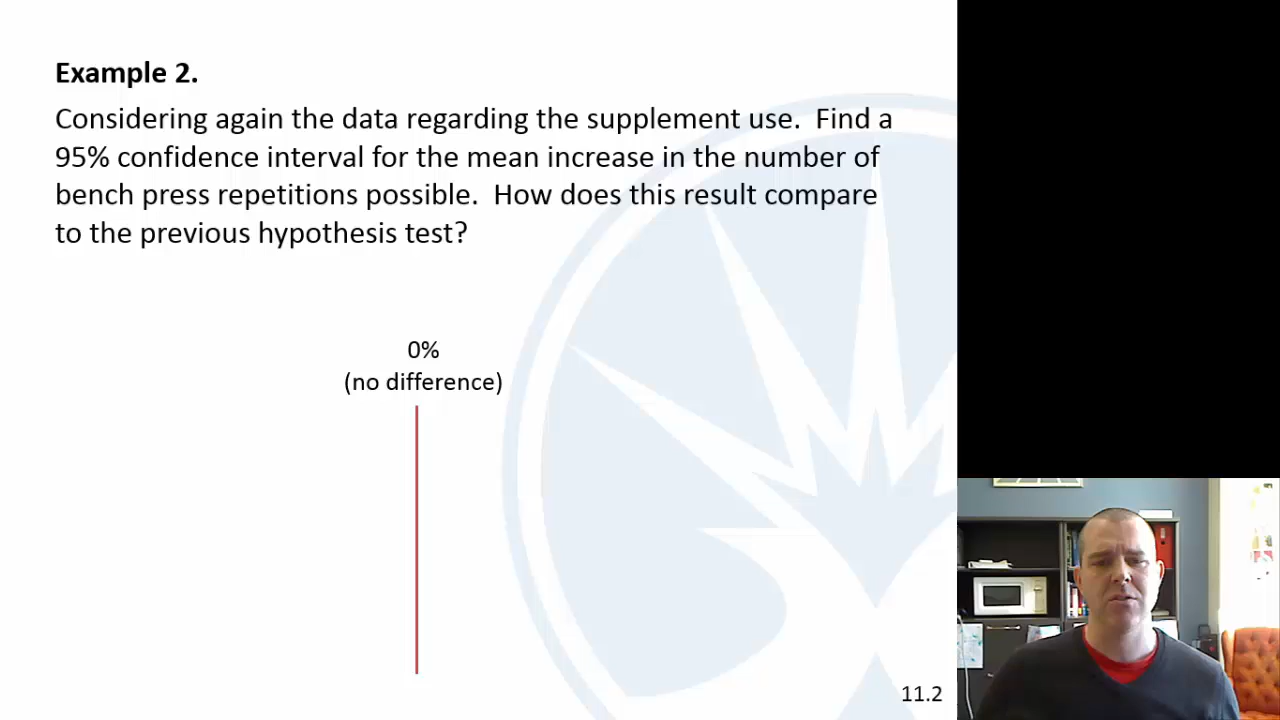 Example 2.
Considering again the data regarding the supplement use.  Find a
95% confidence interval for the mean increase in the number of
bench press repetitions possible.  How does this result compare
to the previous hypothesis test?
0%
(no difference)
11.2